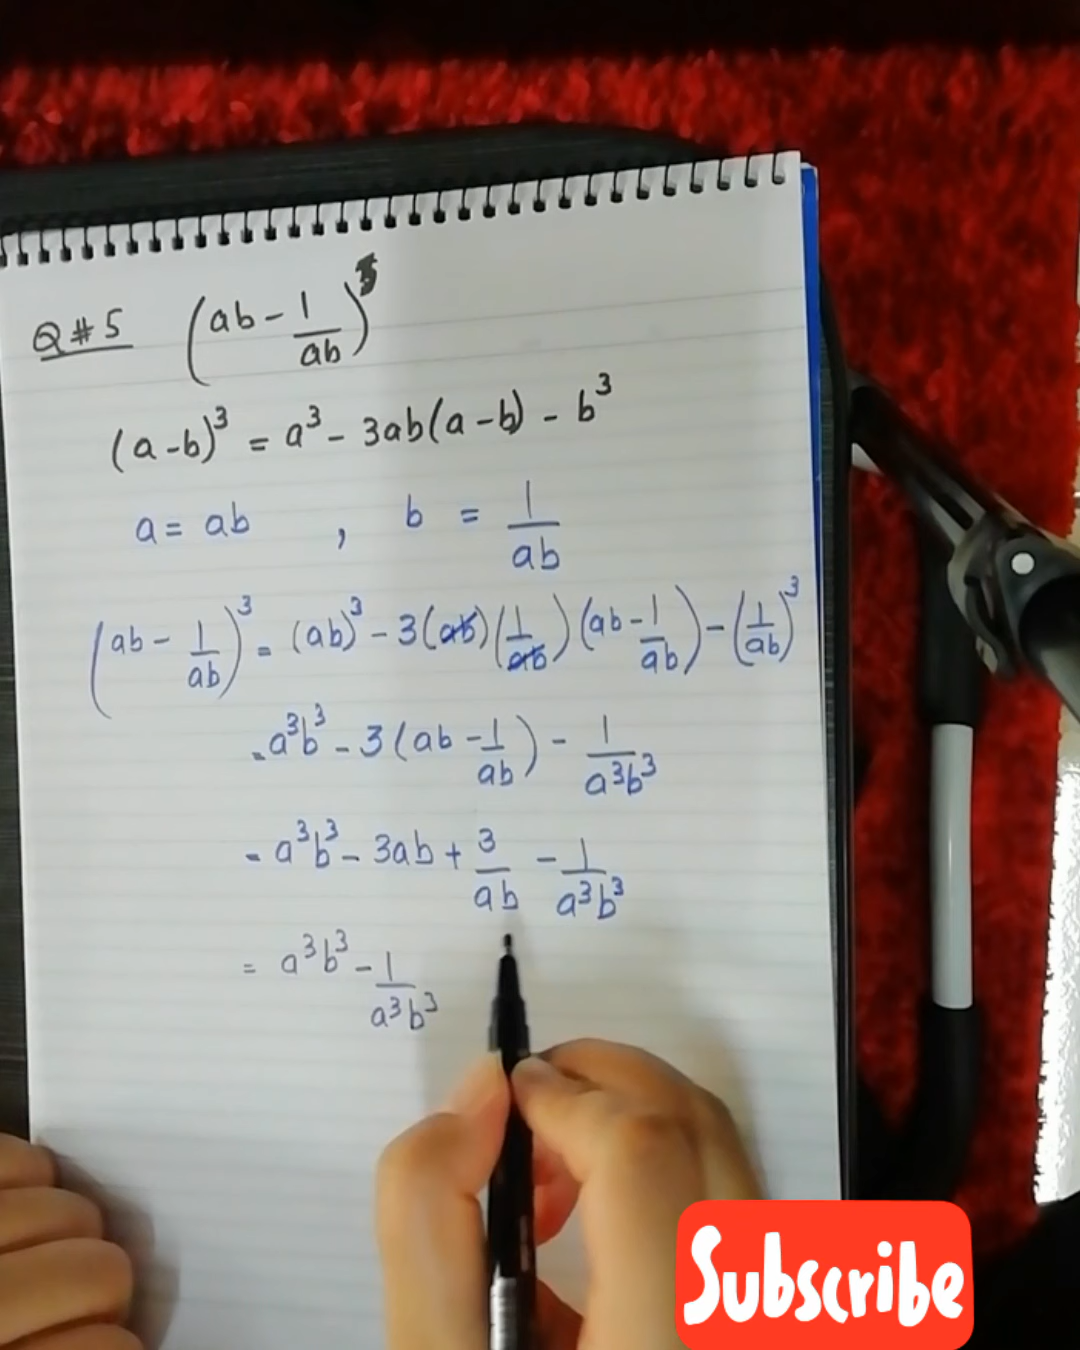 Q # 5 (ab - 1/ab)³
(a-b)³ = a³ - 3ab(a-b) - b³
a = ab , b = 1/ab
(ab - 1/ab)³ = (ab)³ - 3(ab)(1/ab)(ab - 1/ab) - (1/ab)³
= a³b³ - 3(ab - 1/ab) - 1/a³b³
= a³b³ - 3ab + 3/ab - 1/a³b³
= a³b³ - 1/a³b³
Subscribe